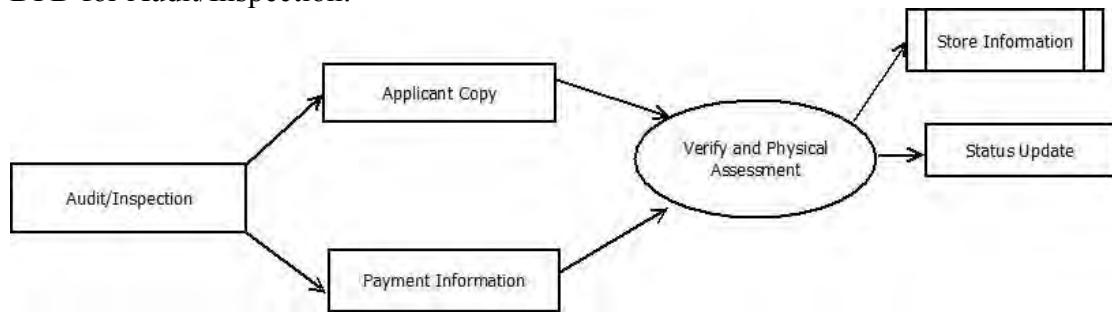 DFD for Audit/Inspection:
Store Information
Applicant Copy
Verify and Physical
Assessment
Status Update
Audit/Inspection
Payment Information